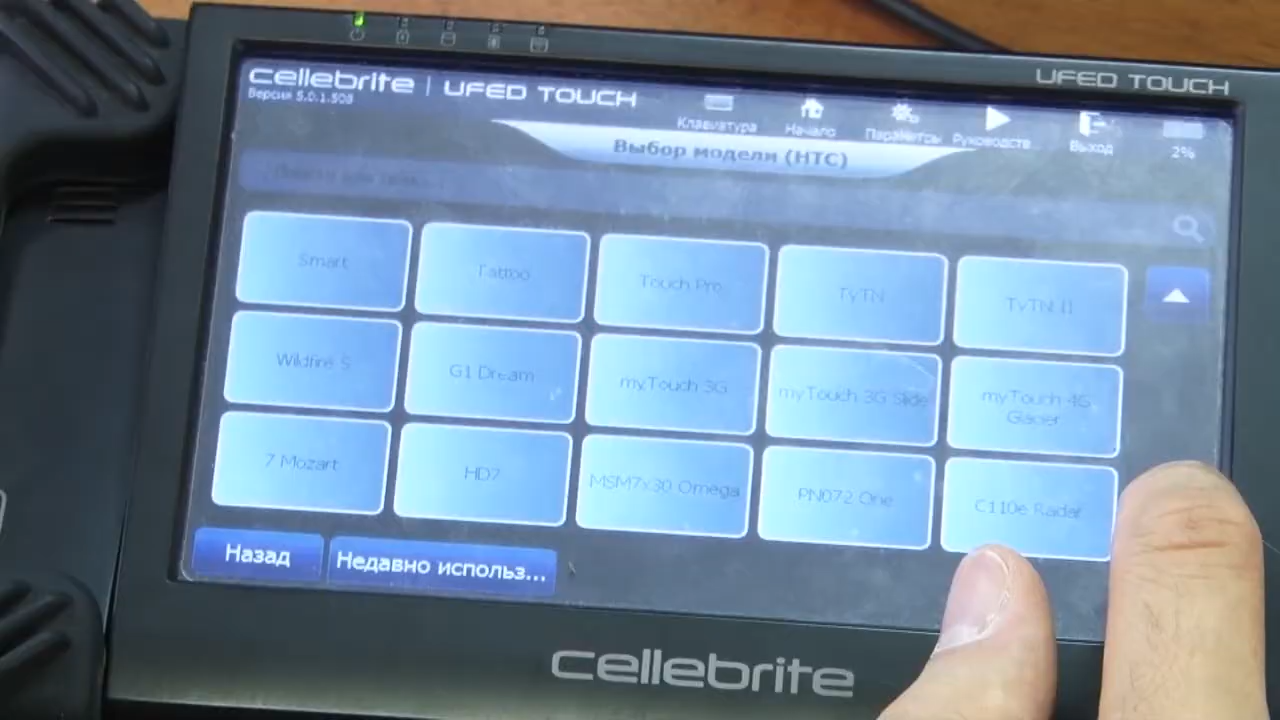 UFED TOUCH
cellebrite | UFED TOUCH
Версия 5.0.1.508
Клавиатура
Начало
Параметры
Руководств...
Выход
2%
Выбор модели (HTC)
Smart
Tattoo
Touch Pro
TyTN
TyTN II
Wildfire S
G1 Dream
myTouch 3G
myTouch 3G Slide
myTouch 4G
Glacier
7 Mozart
HD7
MSM7x30 Omega
PN072 One
C110e Radar
Назад
Недавно использ...
cellebrite